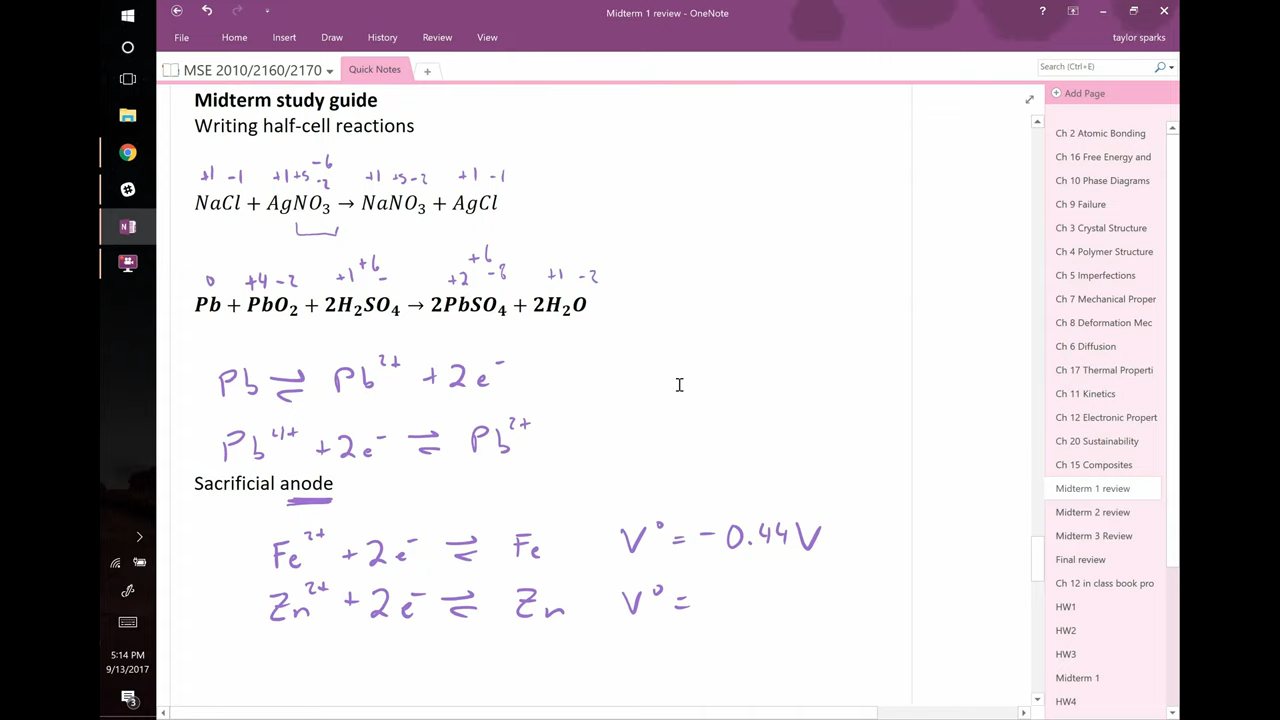 Midterm 1 review - OneNote
?
File Home Insert Draw History Review View
taylor sparks
MSE 2010/2160/2170
Quick Notes
+
Search (Ctrl+E)
Midterm study guide
Writing half-cell reactions
+1 -1 +1 +5 -6 -2 +1 +5 -2 +1 -1
NaCl + AgNO₃ → NaNO₃ + AgCl
0 +4 -2 +1 +6 - +2 +6 -8 +1 -2
Pb + PbO₂ + 2H₂SO₄ → 2PbSO₄ + 2H₂O
Pb ⇌ Pb²⁺ + 2e⁻
Pb⁴⁺ + 2e⁻ ⇌ Pb²⁺
Sacrificial anode
Fe²⁺ + 2e⁻ ⇌ Fe V° = -0.44V
Zn²⁺ + 2e⁻ ⇌ Zn V° =
Add Page
Ch 2 Atomic Bonding
Ch 16 Free Energy and
Ch 10 Phase Diagrams
Ch 9 Failure
Ch 3 Crystal Structure
Ch 4 Polymer Structure
Ch 5 Imperfections
Ch 7 Mechanical Proper
Ch 8 Deformation Mec
Ch 6 Diffusion
Ch 17 Thermal Properti
Ch 11 Kinetics
Ch 12 Electronic Propert
Ch 20 Sustainability
Ch 15 Composites
Midterm 1 review
Midterm 2 review
Midterm 3 Review
Final review
Ch 12 in class book pro
HW1
HW2
HW3
Midterm 1
HW4
5:14 PM
9/13/2017
3